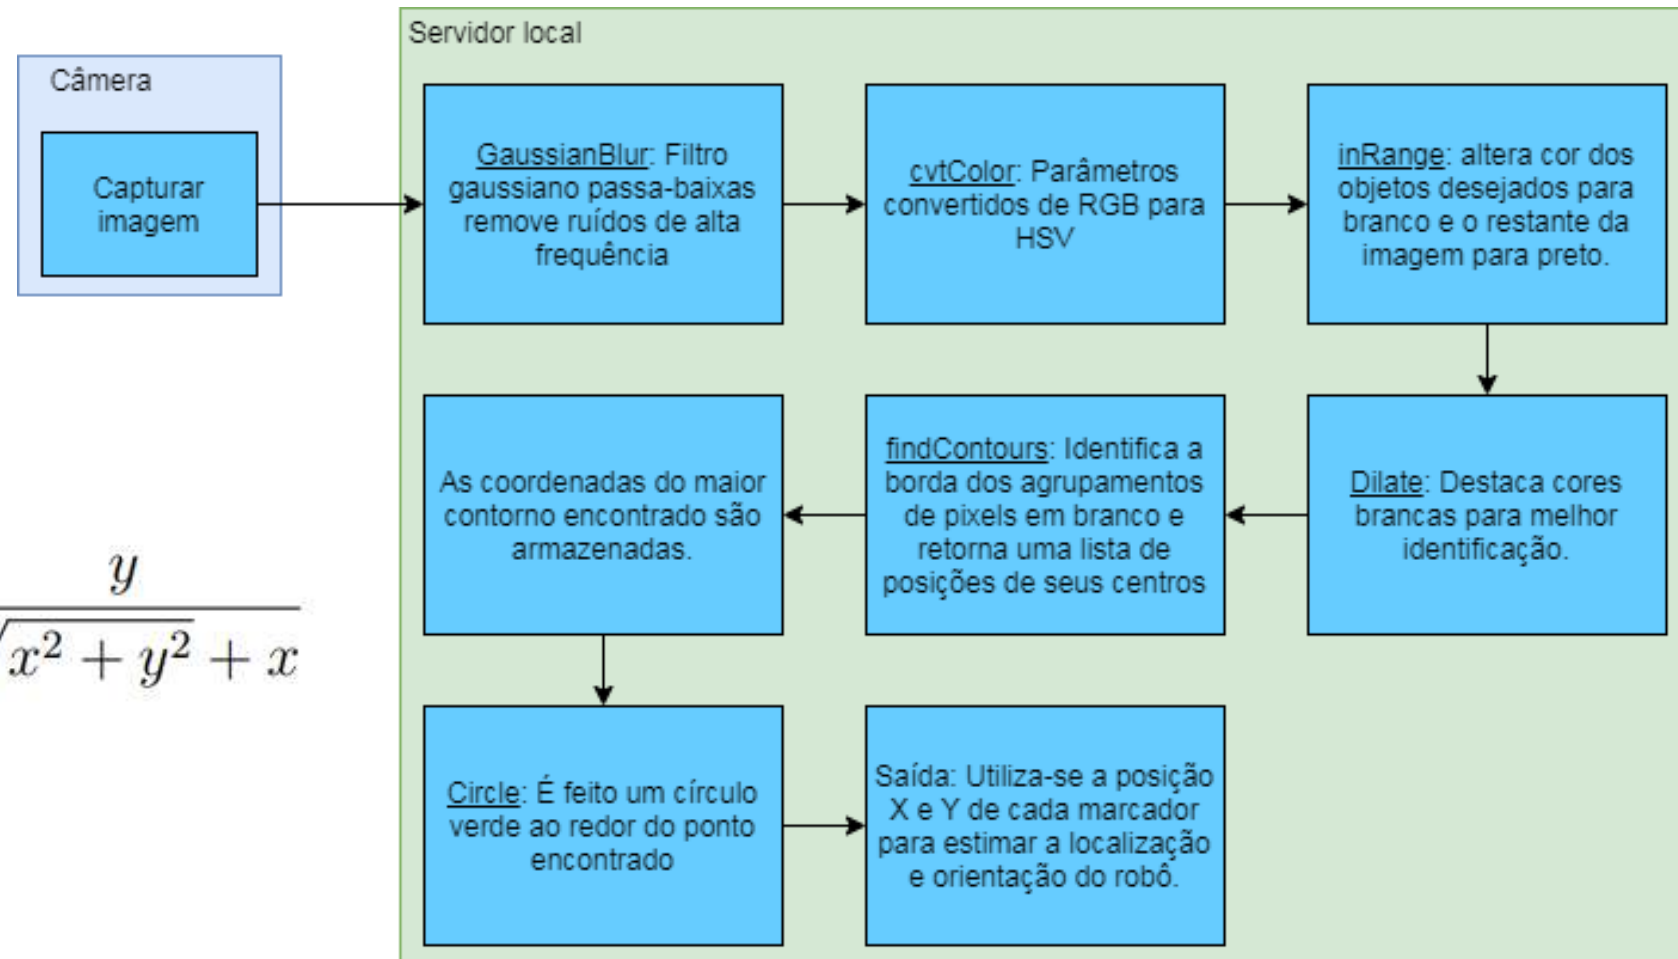 Servidor local
Câmera
Capturar
imagem
GaussianBlur: Filtro
gaussiano passa-baixas
remove ruídos de alta
frequência
cvtColor: Parâmetros
convertidos de RGB para
HSV
inRange: altera cor dos
objetos desejados para
branco e o restante da
imagem para preto.
Dilate: Destaca cores
brancas para melhor
identificação.
findContours: Identifica a
borda dos agrupamentos
de pixels em branco e
retorna uma lista de
posições de seus centros
As coordenadas do maior
contorno encontrado são
armazenadas.
Circle: É feito um círculo
verde ao redor do ponto
encontrado
Saída: Utiliza-se a posição
X e Y de cada marcador
para estimar a localização
e orientação do robô.
y
√x² + y² + x